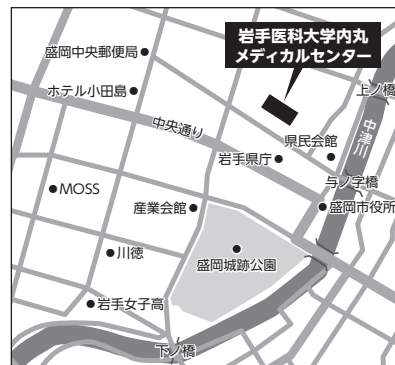 岩手医科大学内丸
メディカルセンター
盛岡中央郵便局
ホテル小田島
上ノ橋
中央通り
中津川
県民会館
岩手県庁
与ノ字橋
MOSS
産業会館
盛岡市役所
川徳
盛岡城跡公園
岩手女子高
下ノ橋